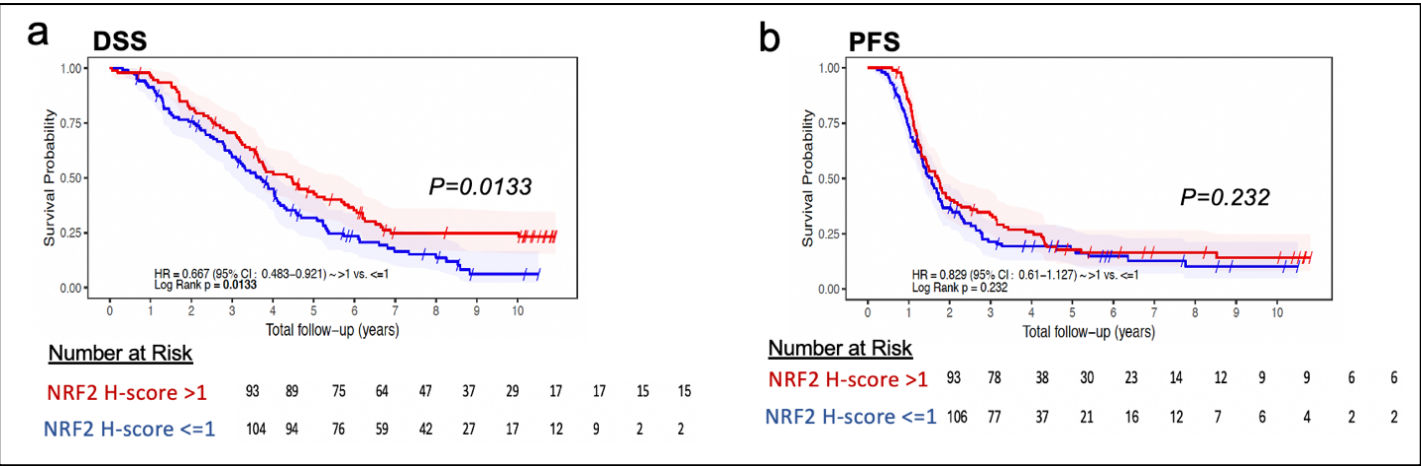 a DSS
1.00
0.75
0.50
0.25
0.00
Survival Probability
P=0.0133
HR = 0.667 (95% CI : 0.483–0.921) ~ >1 vs. <=1
Log Rank p = 0.0133
0 1 2 3 4 5 6 7 8 9 10
Total follow–up (years)
Number at Risk
NRF2 H-score >1 93 89 75 64 47 37 29 17 17 15 15
NRF2 H-score <=1 104 94 76 59 42 27 17 12 9 2 2
b PFS
1.00
0.75
0.50
0.25
0.00
Survival Probability
P=0.232
HR = 0.829 (95% CI : 0.61–1.127) ~ >1 vs. <=1
Log Rank p = 0.232
0 1 2 3 4 5 6 7 8 9 10
Total follow–up (years)
Number at Risk
NRF2 H-score >1 93 78 38 30 23 14 12 9 9 6 6
NRF2 H-score <=1 106 77 37 21 16 12 7 6 4 2 2